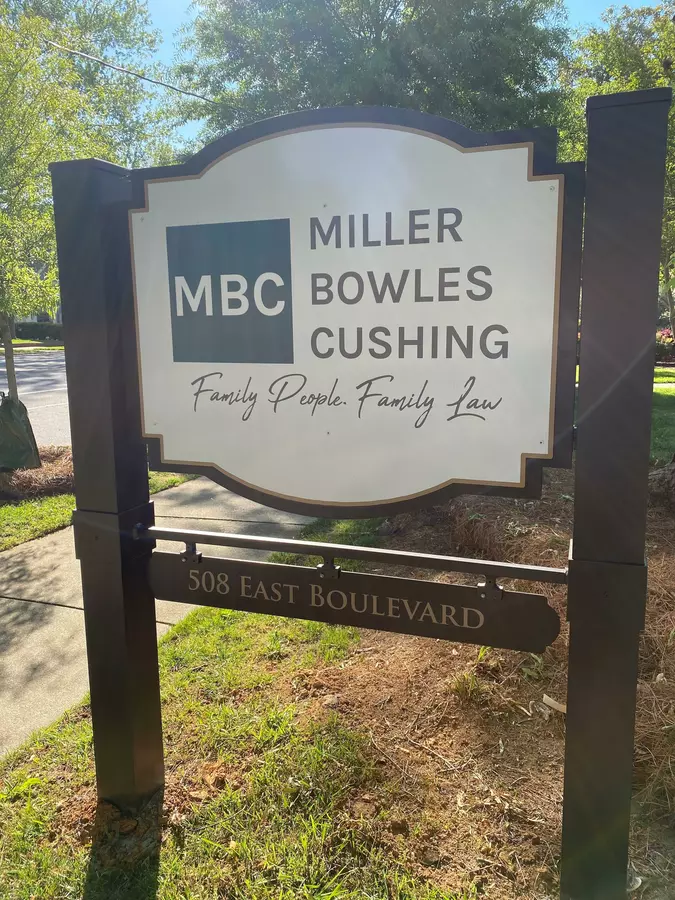 MBC
MILLER
BOWLES
CUSHING
Family People. Family Law
508 EAST BOULEVARD